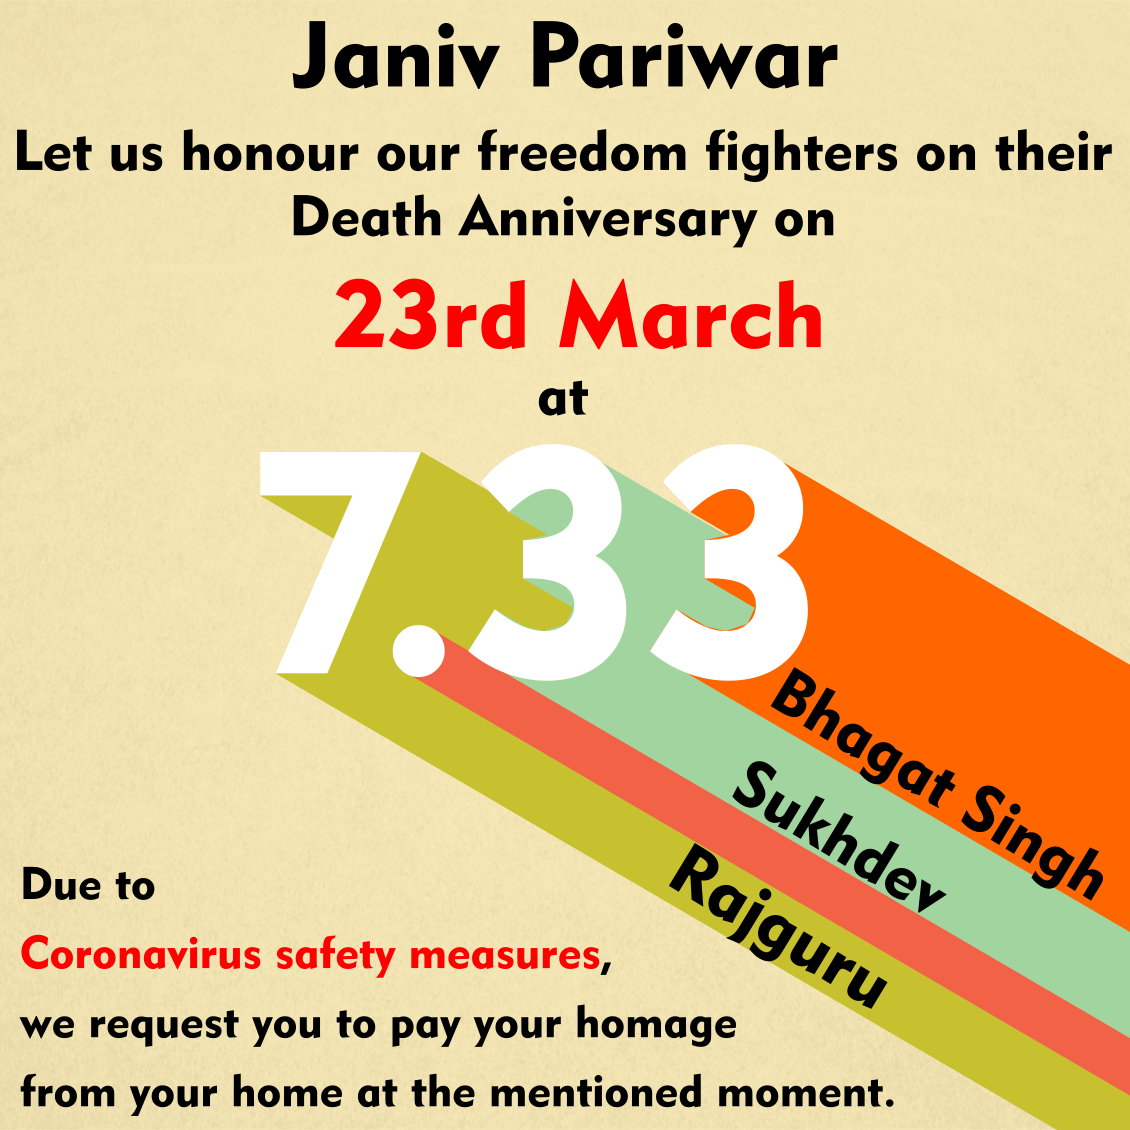 Janiv Pariwar
Let us honour our freedom fighters on their
Death Anniversary on
23rd March
at
7.33
Bhagat Singh
Sukhdev
Rajguru
Due to
Coronavirus safety measures,
we request you to pay your homage
from your home at the mentioned moment.